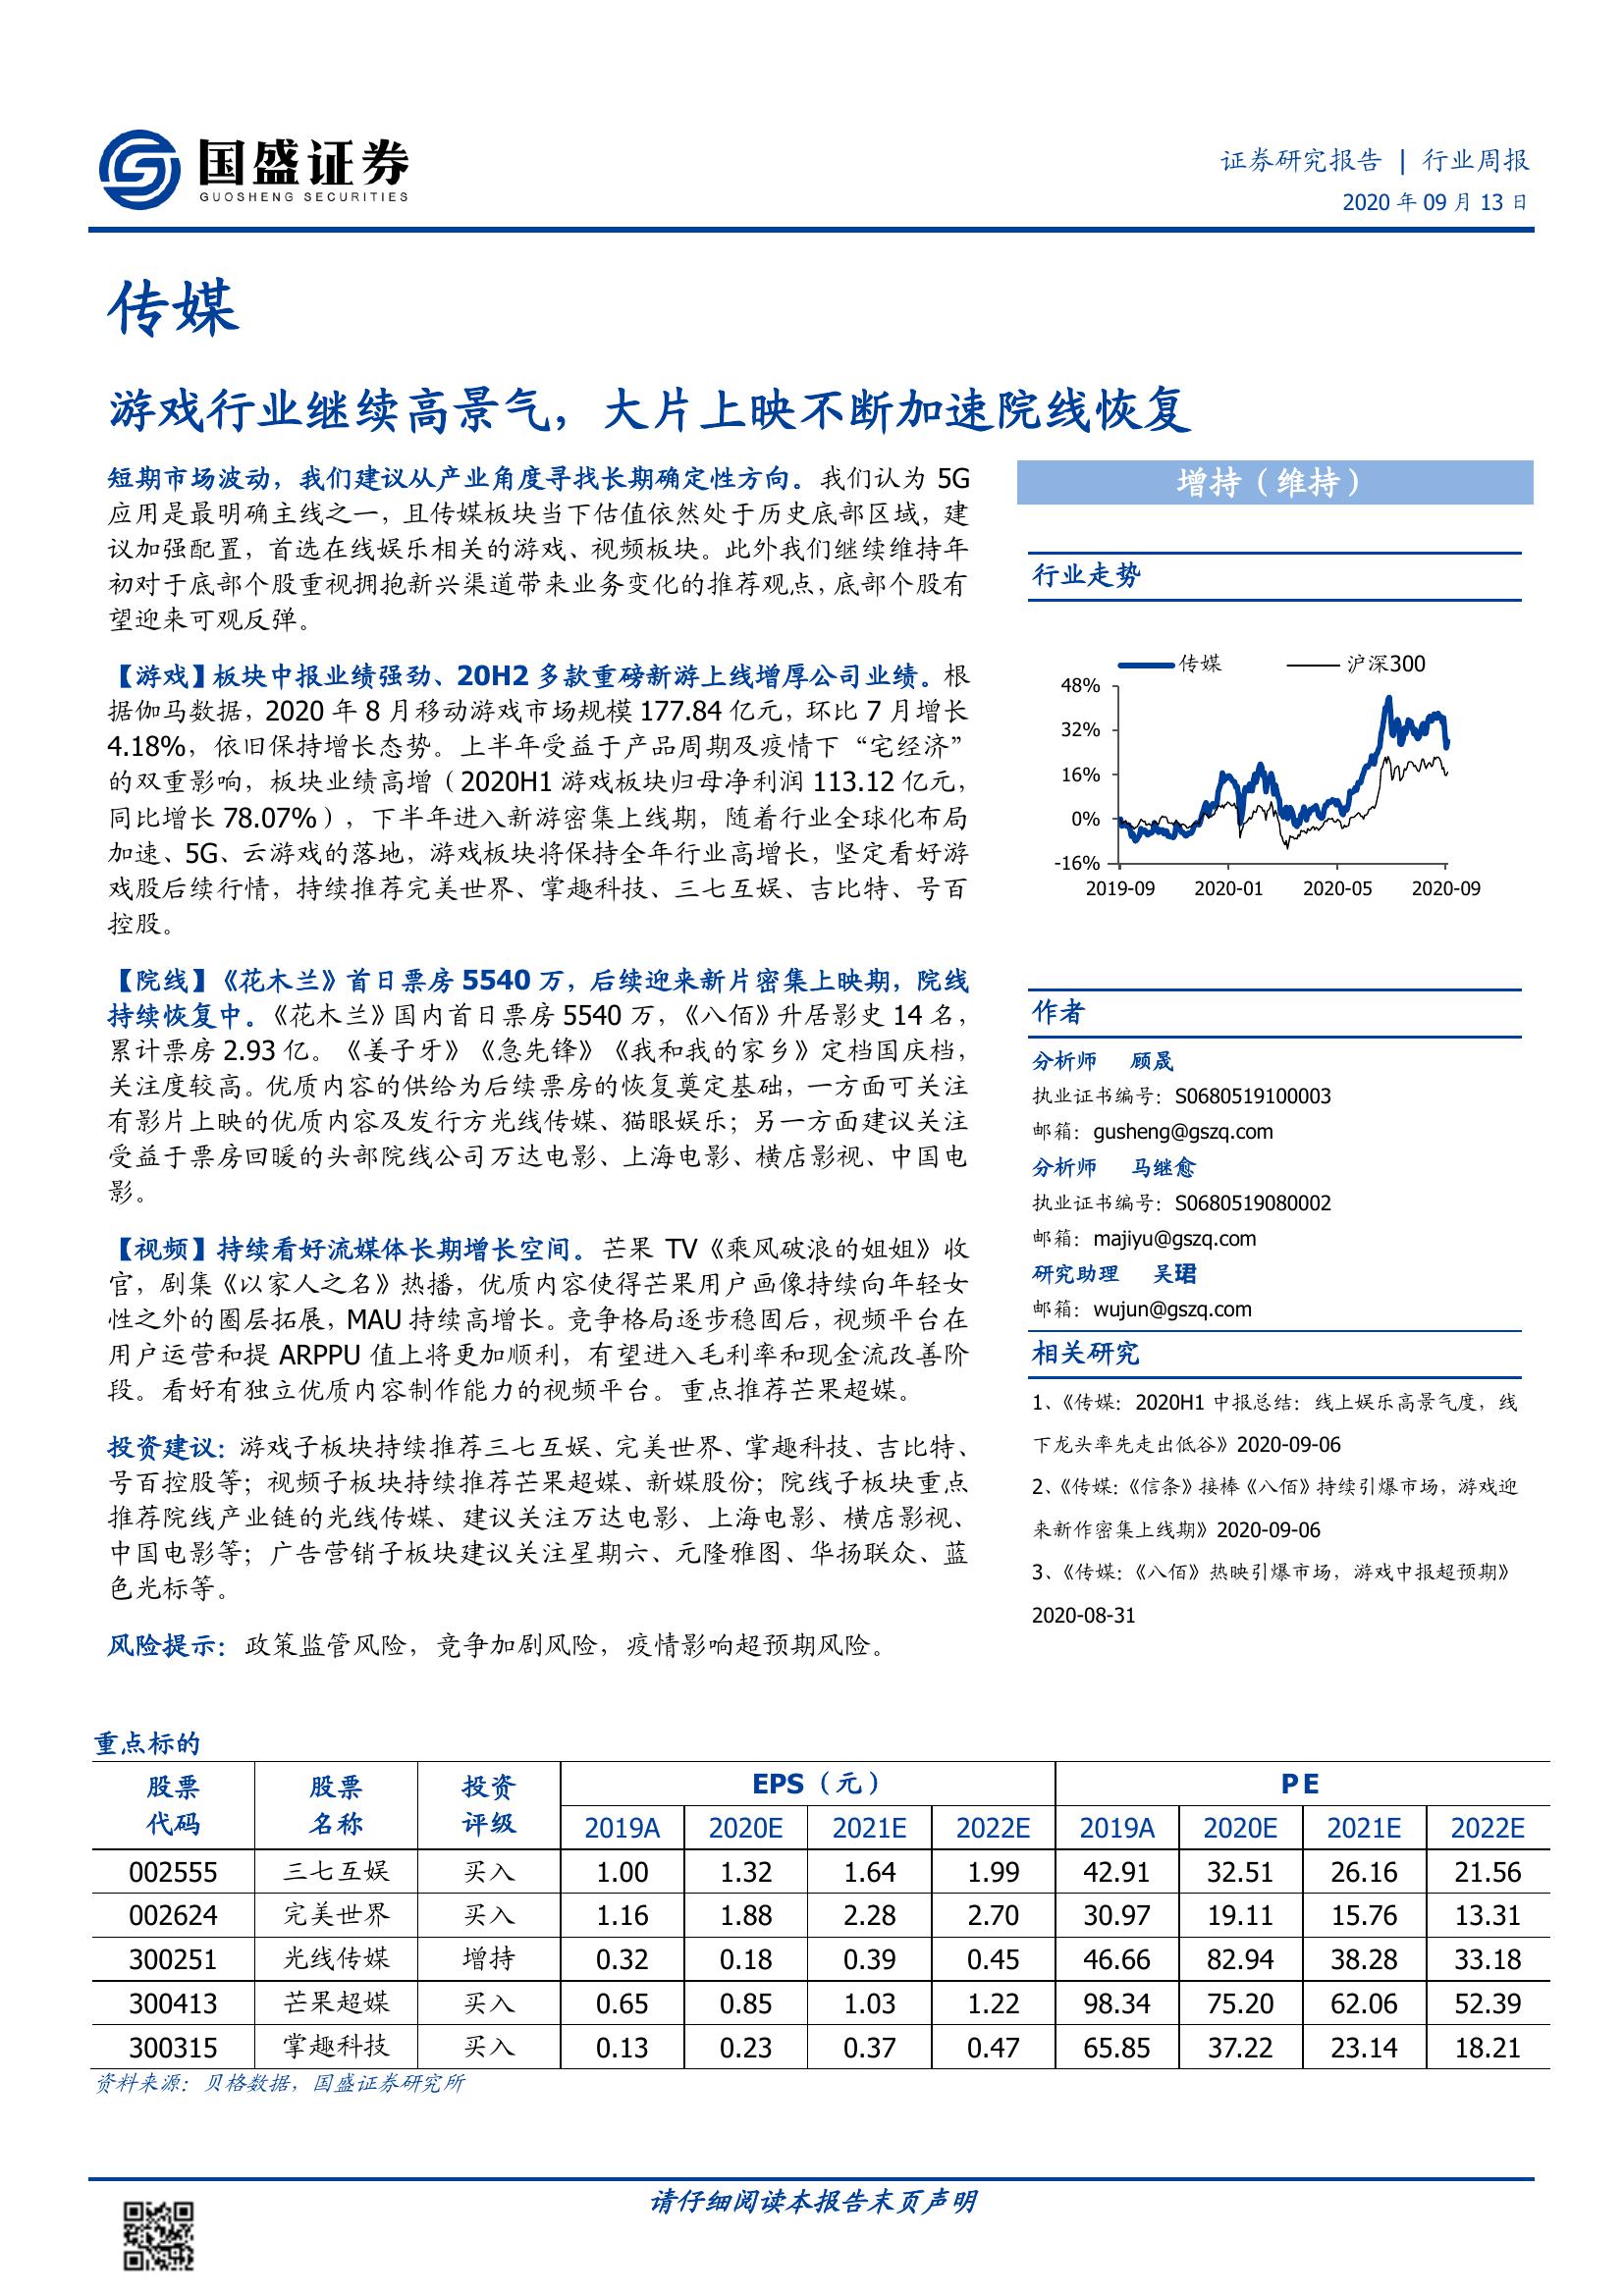 国盛证券
GUOSHENG SECURITIES
证券研究报告 | 行业周报
2020 年 09 月 13 日
传媒
游戏行业继续高景气，大片上映不断加速院线恢复
短期市场波动，我们建议从产业角度寻找长期确定性方向。我们认为 5G
应用是最明确主线之一，且传媒板块当下估值依然处于历史底部区域，建
议加强配置，首选在线娱乐相关的游戏、视频板块。此外我们继续维持年
初对于底部个股重视拥抱新兴渠道带来业务变化的推荐观点，底部个股有
望迎来可观反弹。
【游戏】板块中报业绩强劲、20H2 多款重磅新游上线增厚公司业绩。根
据伽马数据，2020 年 8 月移动游戏市场规模 177.84 亿元，环比 7 月增长
4.18%，依旧保持增长态势。上半年受益于产品周期及疫情下“宅经济”
的双重影响，板块业绩高增（2020H1 游戏板块归母净利润 113.12 亿元，
同比增长 78.07%），下半年进入新游密集上线期，随着行业全球化布局
加速、5G、云游戏的落地，游戏板块将保持全年行业高增长，坚定看好游
戏股后续行情，持续推荐完美世界、掌趣科技、三七互娱、吉比特、号百
控股。
【院线】《花木兰》首日票房 5540 万，后续迎来新片密集上映期，院线
持续恢复中。《花木兰》国内首日票房 5540 万，《八佰》升居影史 14 名，
累计票房 2.93 亿。《姜子牙》《急先锋》《我和我的家乡》定档国庆档，
关注度较高。优质内容的供给为后续票房的恢复奠定基础，一方面可关注
有影片上映的优质内容及发行方光线传媒、猫眼娱乐；另一方面建议关注
受益于票房回暖的头部院线公司万达电影、上海电影、横店影视、中国电
影。
【视频】持续看好流媒体长期增长空间。芒果 TV《乘风破浪的姐姐》收
官，剧集《以家人之名》热播，优质内容使得芒果用户画像持续向年轻女
性之外的圈层拓展，MAU 持续高增长。竞争格局逐步稳固后，视频平台在
用户运营和提 ARPPU 值上将更加顺利，有望进入毛利率和现金流改善阶
段。看好有独立优质内容制作能力的视频平台。重点推荐芒果超媒。
投资建议：游戏子板块持续推荐三七互娱、完美世界、掌趣科技、吉比特、
号百控股等；视频子板块持续推荐芒果超媒、新媒股份；院线子板块重点
推荐院线产业链的光线传媒、建议关注万达电影、上海电影、横店影视、
中国电影等；广告营销子板块建议关注星期六、元隆雅图、华扬联众、蓝
色光标等。
风险提示：政策监管风险，竞争加剧风险，疫情影响超预期风险。
增持（维持）
行业走势
传媒 沪深300
48%
32%
16%
0%
-16%
2019-09 2020-01 2020-05 2020-09
作者
分析师 顾晟
执业证书编号：S0680519100003
邮箱：gusheng@gszq.com
分析师 马继愈
执业证书编号：S0680519080002
邮箱：majiyu@gszq.com
研究助理 吴珺
邮箱：wujun@gszq.com
相关研究
1、《传媒：2020H1 中报总结：线上娱乐高景气度，线
下龙头率先走出低谷》2020-09-06
2、《传媒：《信条》接棒《八佰》持续引爆市场，游戏迎
来新作密集上线期》2020-09-06
3、《传媒：《八佰》热映引爆市场，游戏中报超预期》
2020-08-31
重点标的
股票 股票 投资 EPS（元） P E
代码 名称 评级 2019A 2020E 2021E 2022E 2019A 2020E 2021E 2022E
002555 三七互娱 买入 1.00 1.32 1.64 1.99 42.91 32.51 26.16 21.56
002624 完美世界 买入 1.16 1.88 2.28 2.70 30.97 19.11 15.76 13.31
300251 光线传媒 增持 0.32 0.18 0.39 0.45 46.66 82.94 38.28 33.18
300413 芒果超媒 买入 0.65 0.85 1.03 1.22 98.34 75.20 62.06 52.39
300315 掌趣科技 买入 0.13 0.23 0.37 0.47 65.85 37.22 23.14 18.21
资料来源：贝格数据，国盛证券研究所
请仔细阅读本报告末页声明